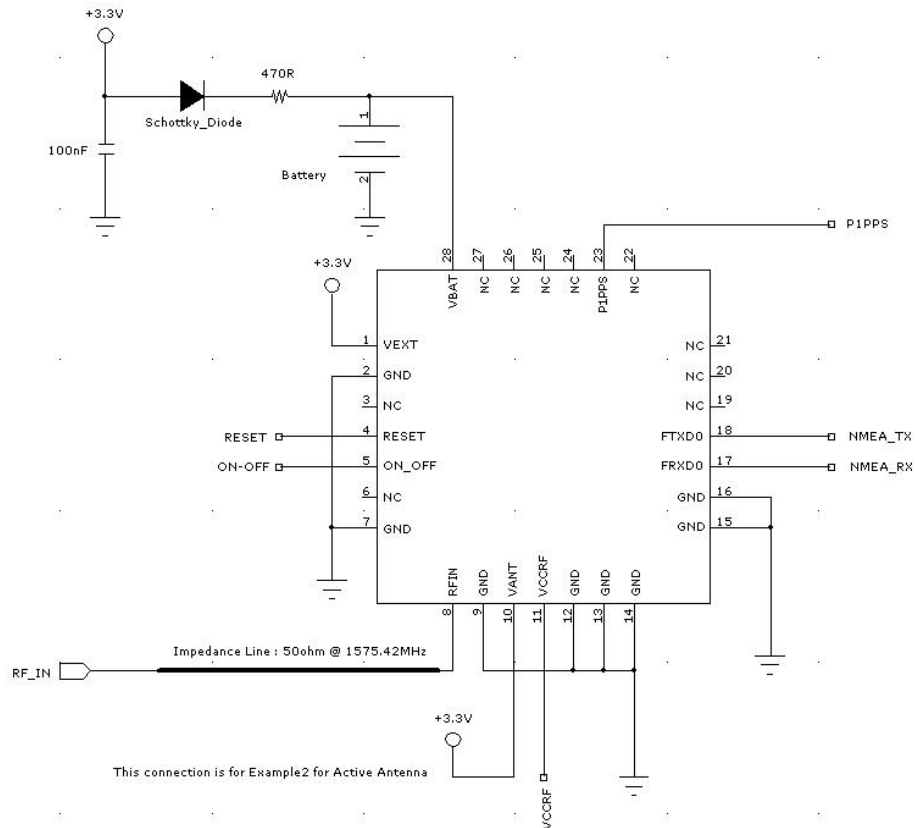 +3.3V
470R
Schottky_Diode
100nF
1
2
Battery
P1PPS
+3.3V
28 27 26 25 24 23 22
VBAT NC NC NC NC P1PPS NC
1 VEXT
2 GND
3 NC
RESET 4 RESET
ON-OFF 5 ON_OFF
6 NC
7 GND
NC 21
NC 20
NC 19
FTXD0 18 NMEA_TX
FRXD0 17 NMEA_RX
GND 16
GND 15
RFIN GND VANT VCCRF GND GND GND
8 9 10 11 12 13 14
Impedance Line : 50ohm @ 1575.42MHz
RF_IN
+3.3V
This connection is for Example2 for Active Antenna
VCCRF